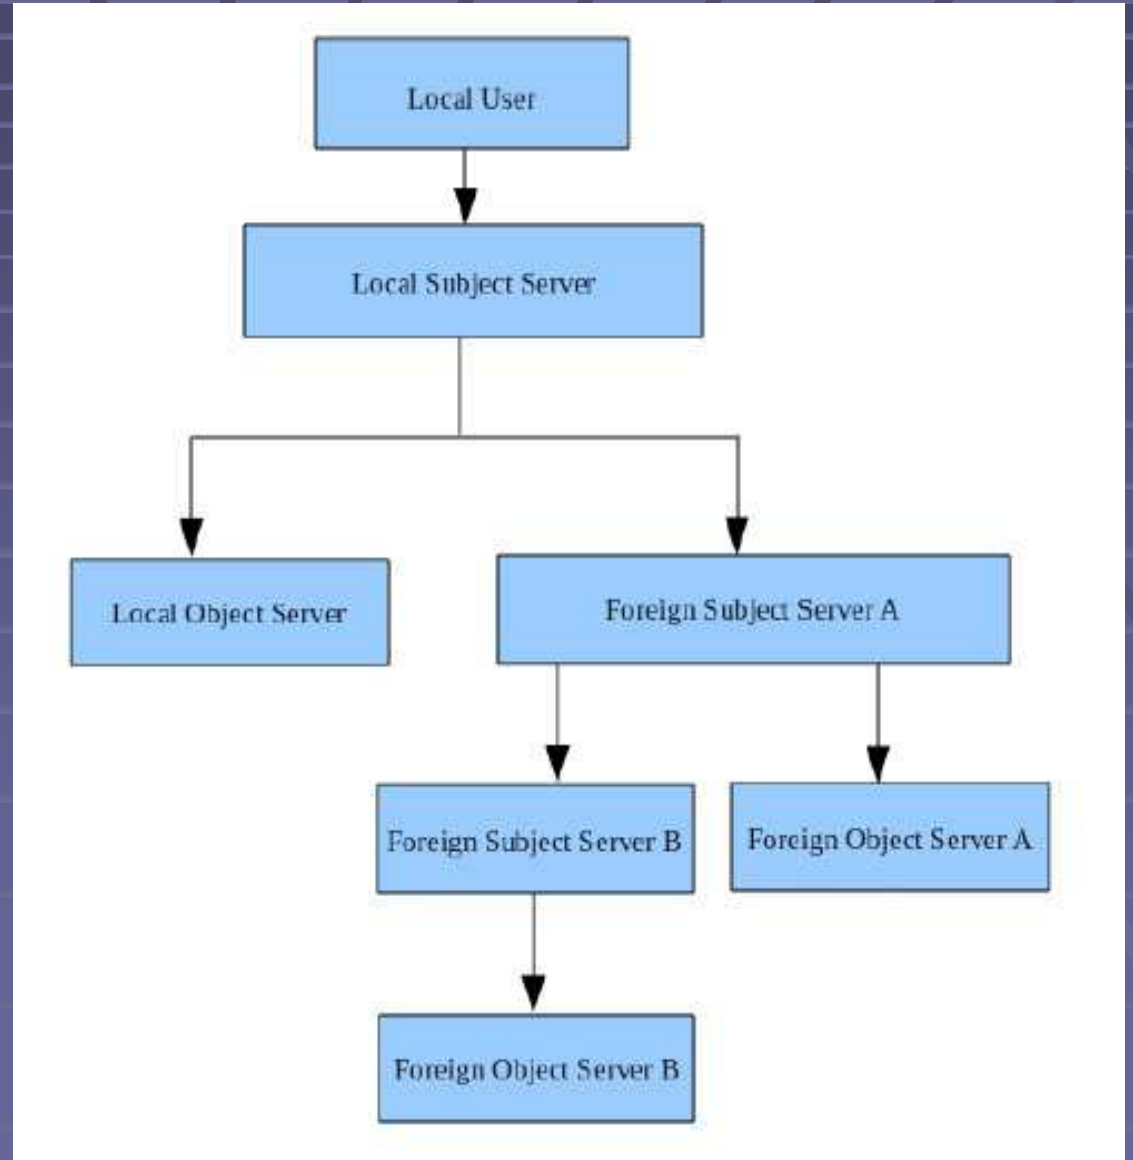 Local User
Local Subject Server
Local Object Server
Foreign Subject Server A
Foreign Subject Server B
Foreign Object Server A
Foreign Object Server B